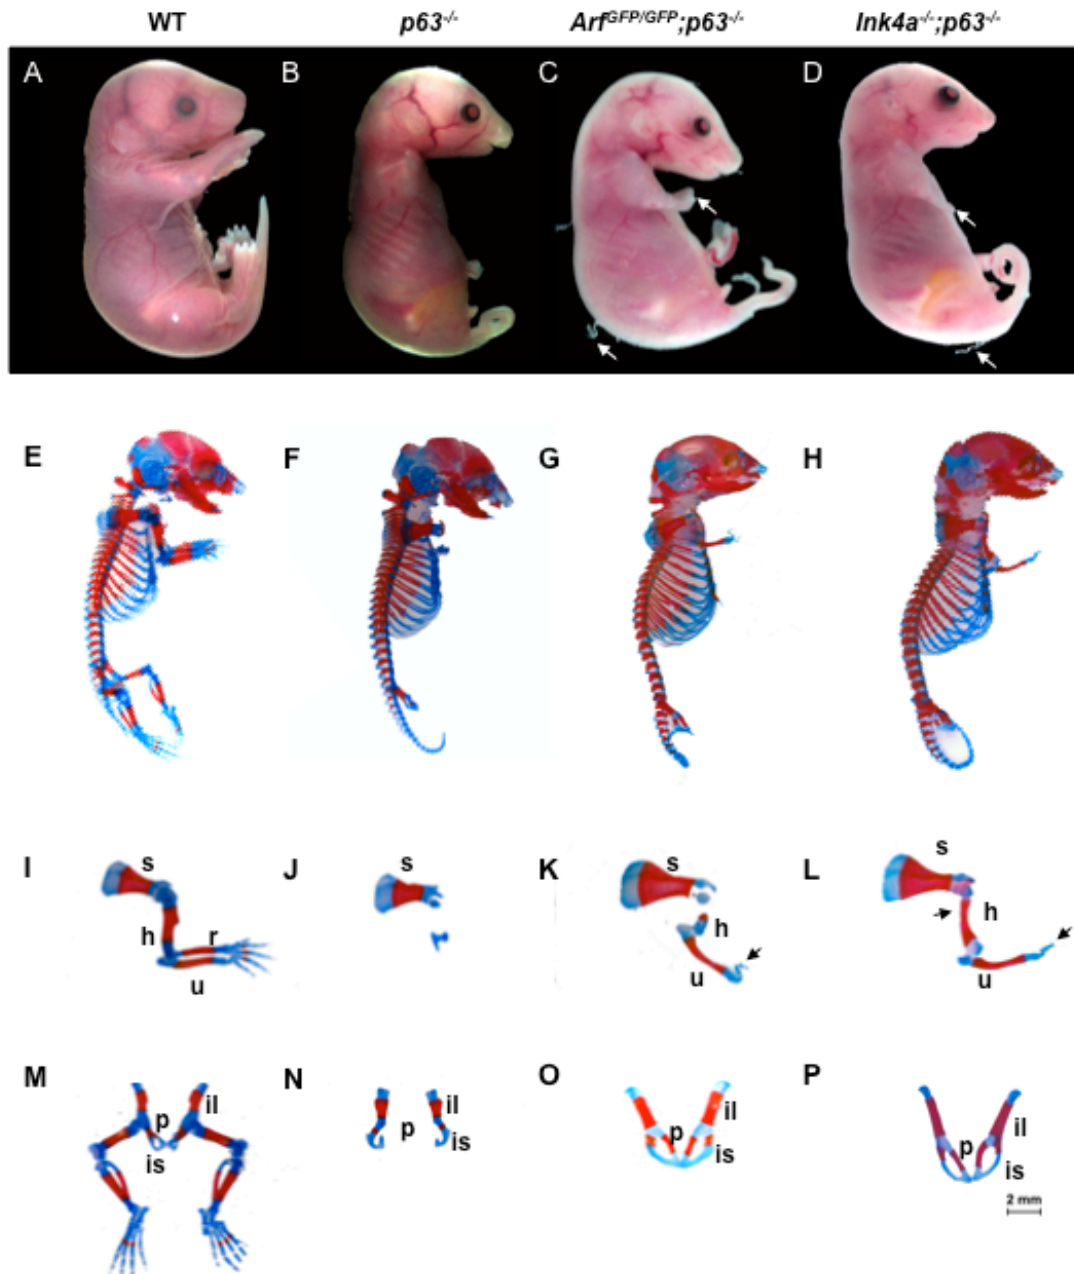 WT p63-/- ArfGFP/GFP;p63-/- Ink4a-/-;p63-/-
A B C D
E F G H
I s h r u J s K s h u L s h u
M p il is N p il is O p il is P p il is
2 mm